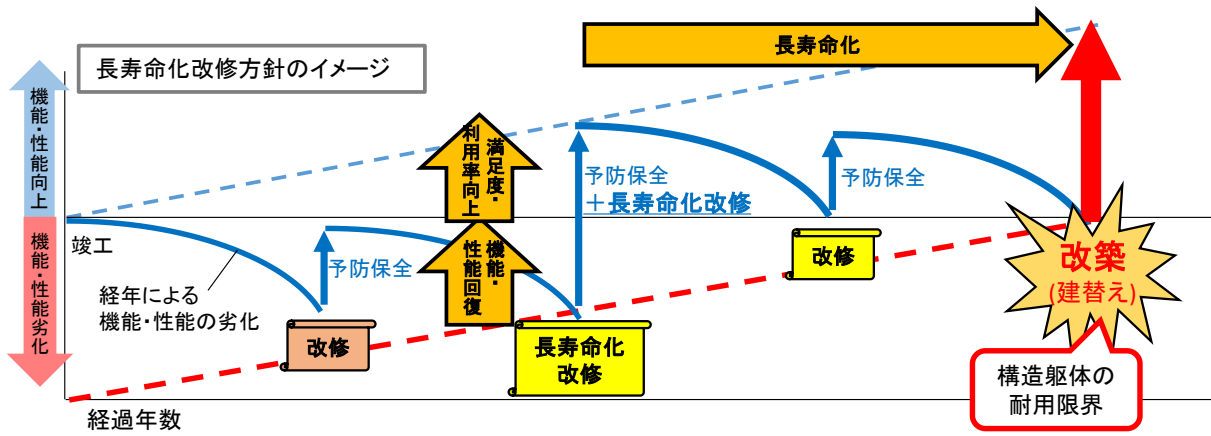 長寿命化改修方針のイメージ
長寿命化
機能・性能向上
機能・性能劣化
満足度・
利用率向上
機能・
性能回復
予防保全
＋長寿命化改修
予防保全
竣工
予防保全
経年による
機能・性能の劣化
改修
長寿命化
改修
改修
改築
(建替え)
構造躯体の
耐用限界
経過年数